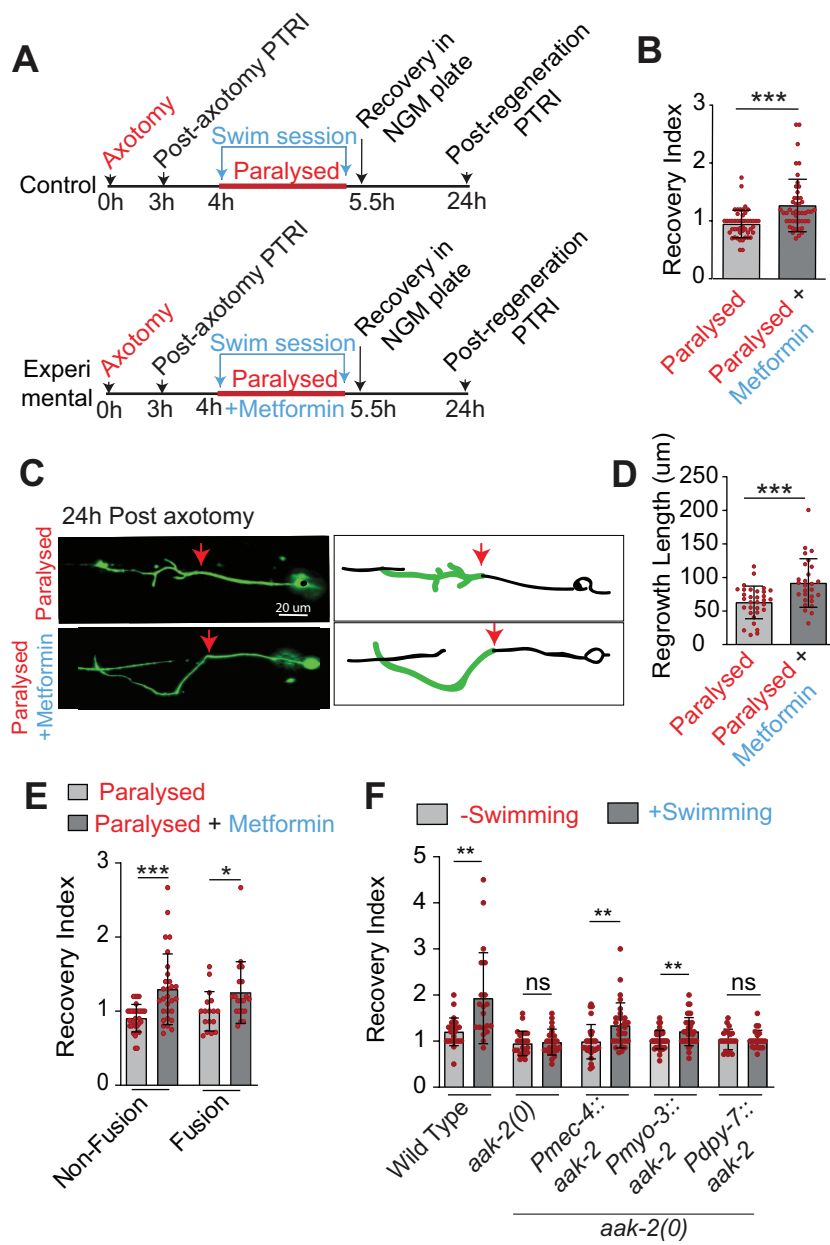 A
Axotomy
Post-axotomy PTRI
Swim session
Recovery in
NGM plate
Post-regeneration
PTRI
Control
Paralysed
0h
3h
4h
5.5h
24h
Axotomy
Post-axotomy PTRI
Swim session
Recovery in
NGM plate
Post-regeneration
PTRI
Experi
mental
Paralysed
0h
3h
4h
+Metformin
5.5h
24h
B
Recovery Index
3
2
1
0
***
Paralysed
Paralysed +
Metformin
C
24h Post axotomy
Paralysed
20 um
Paralysed
+Metformin
D
Regrowth Length (um)
250
200
150
100
50
0
***
Paralysed
Paralysed +
Metformin
E
Paralysed
Paralysed + Metformin
Recovery Index
3
2
1
0
***
*
Non-Fusion
Fusion
F
-Swimming
+Swimming
Recovery Index
5
4
3
2
1
0
**
ns
**
**
ns
Wild Type
aak-2(0)
Pmec-4::
aak-2
Pmyo-3::
aak-2
Pdpy-7::
aak-2
aak-2(0)